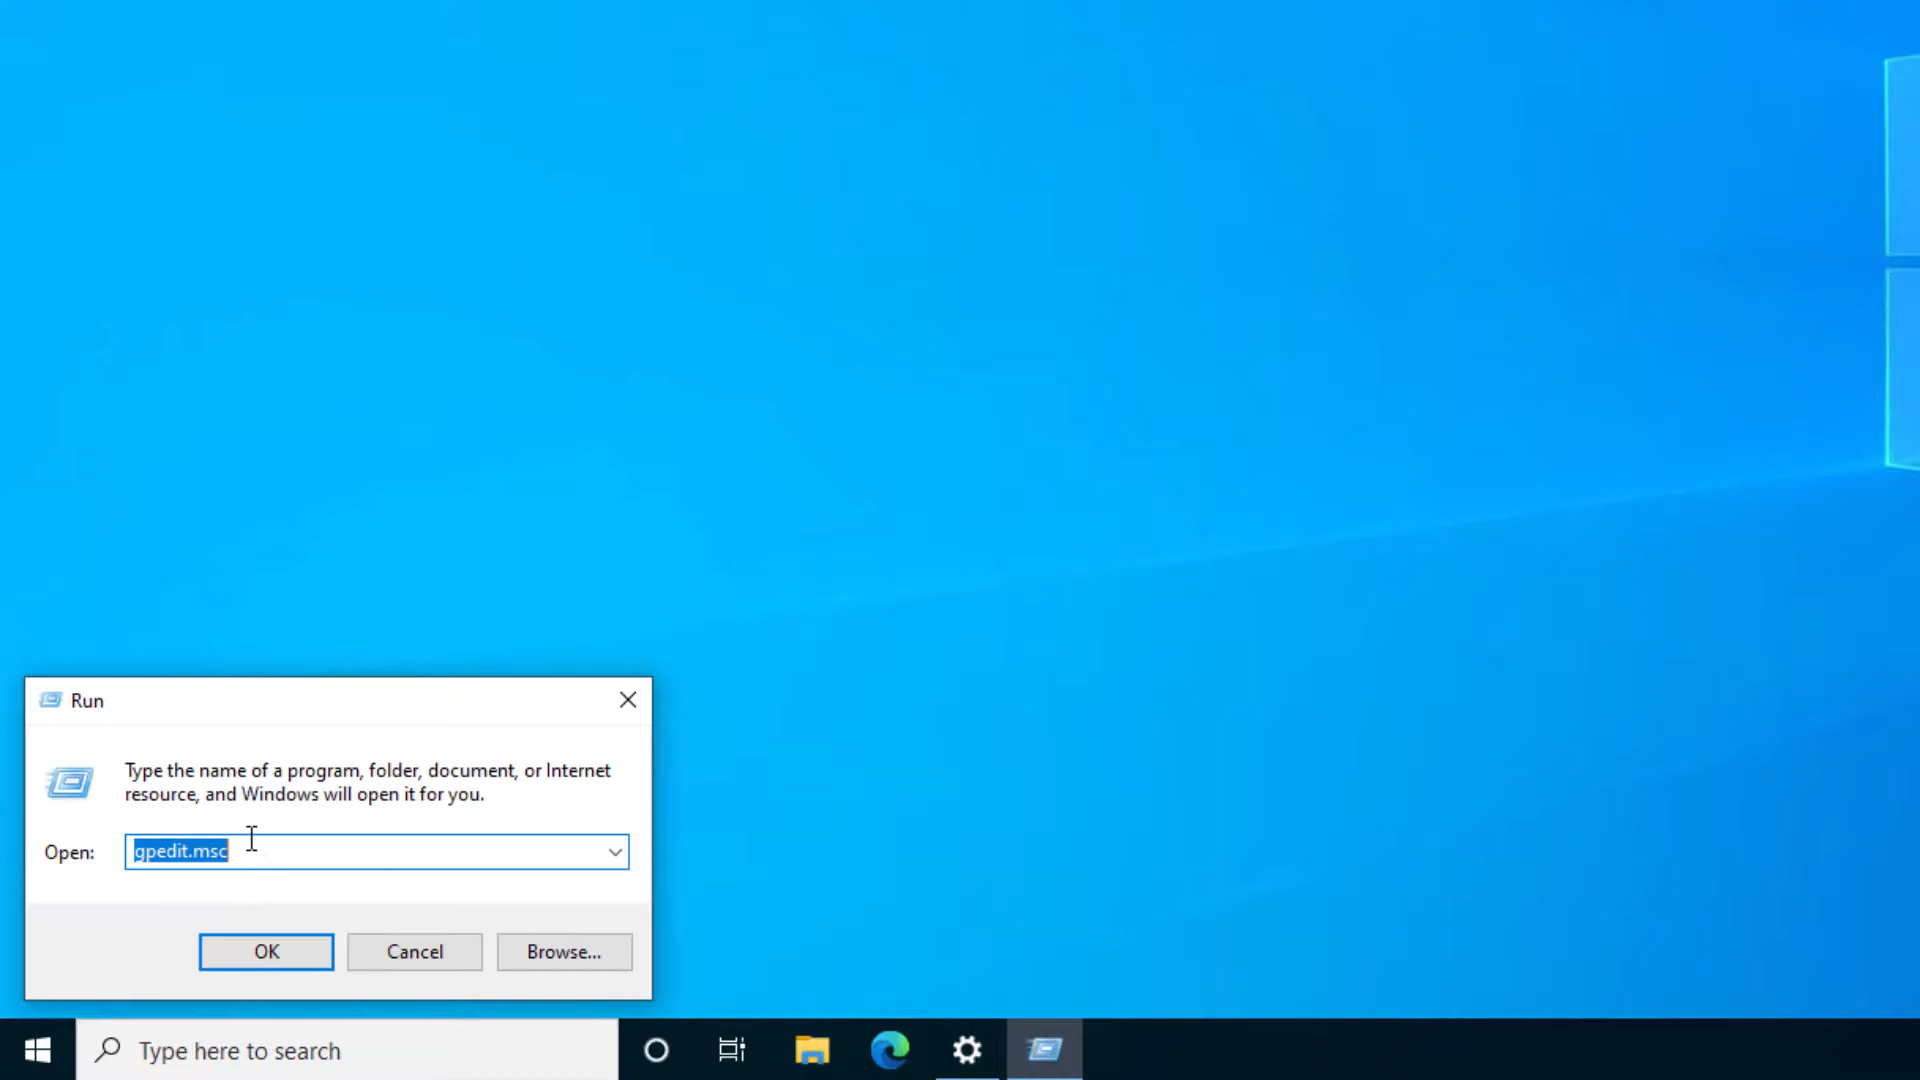 Run
Type the name of a program, folder, document, or Internet
resource, and Windows will open it for you.
Open: gpedit.msc
OK Cancel Browse...
Type here to search